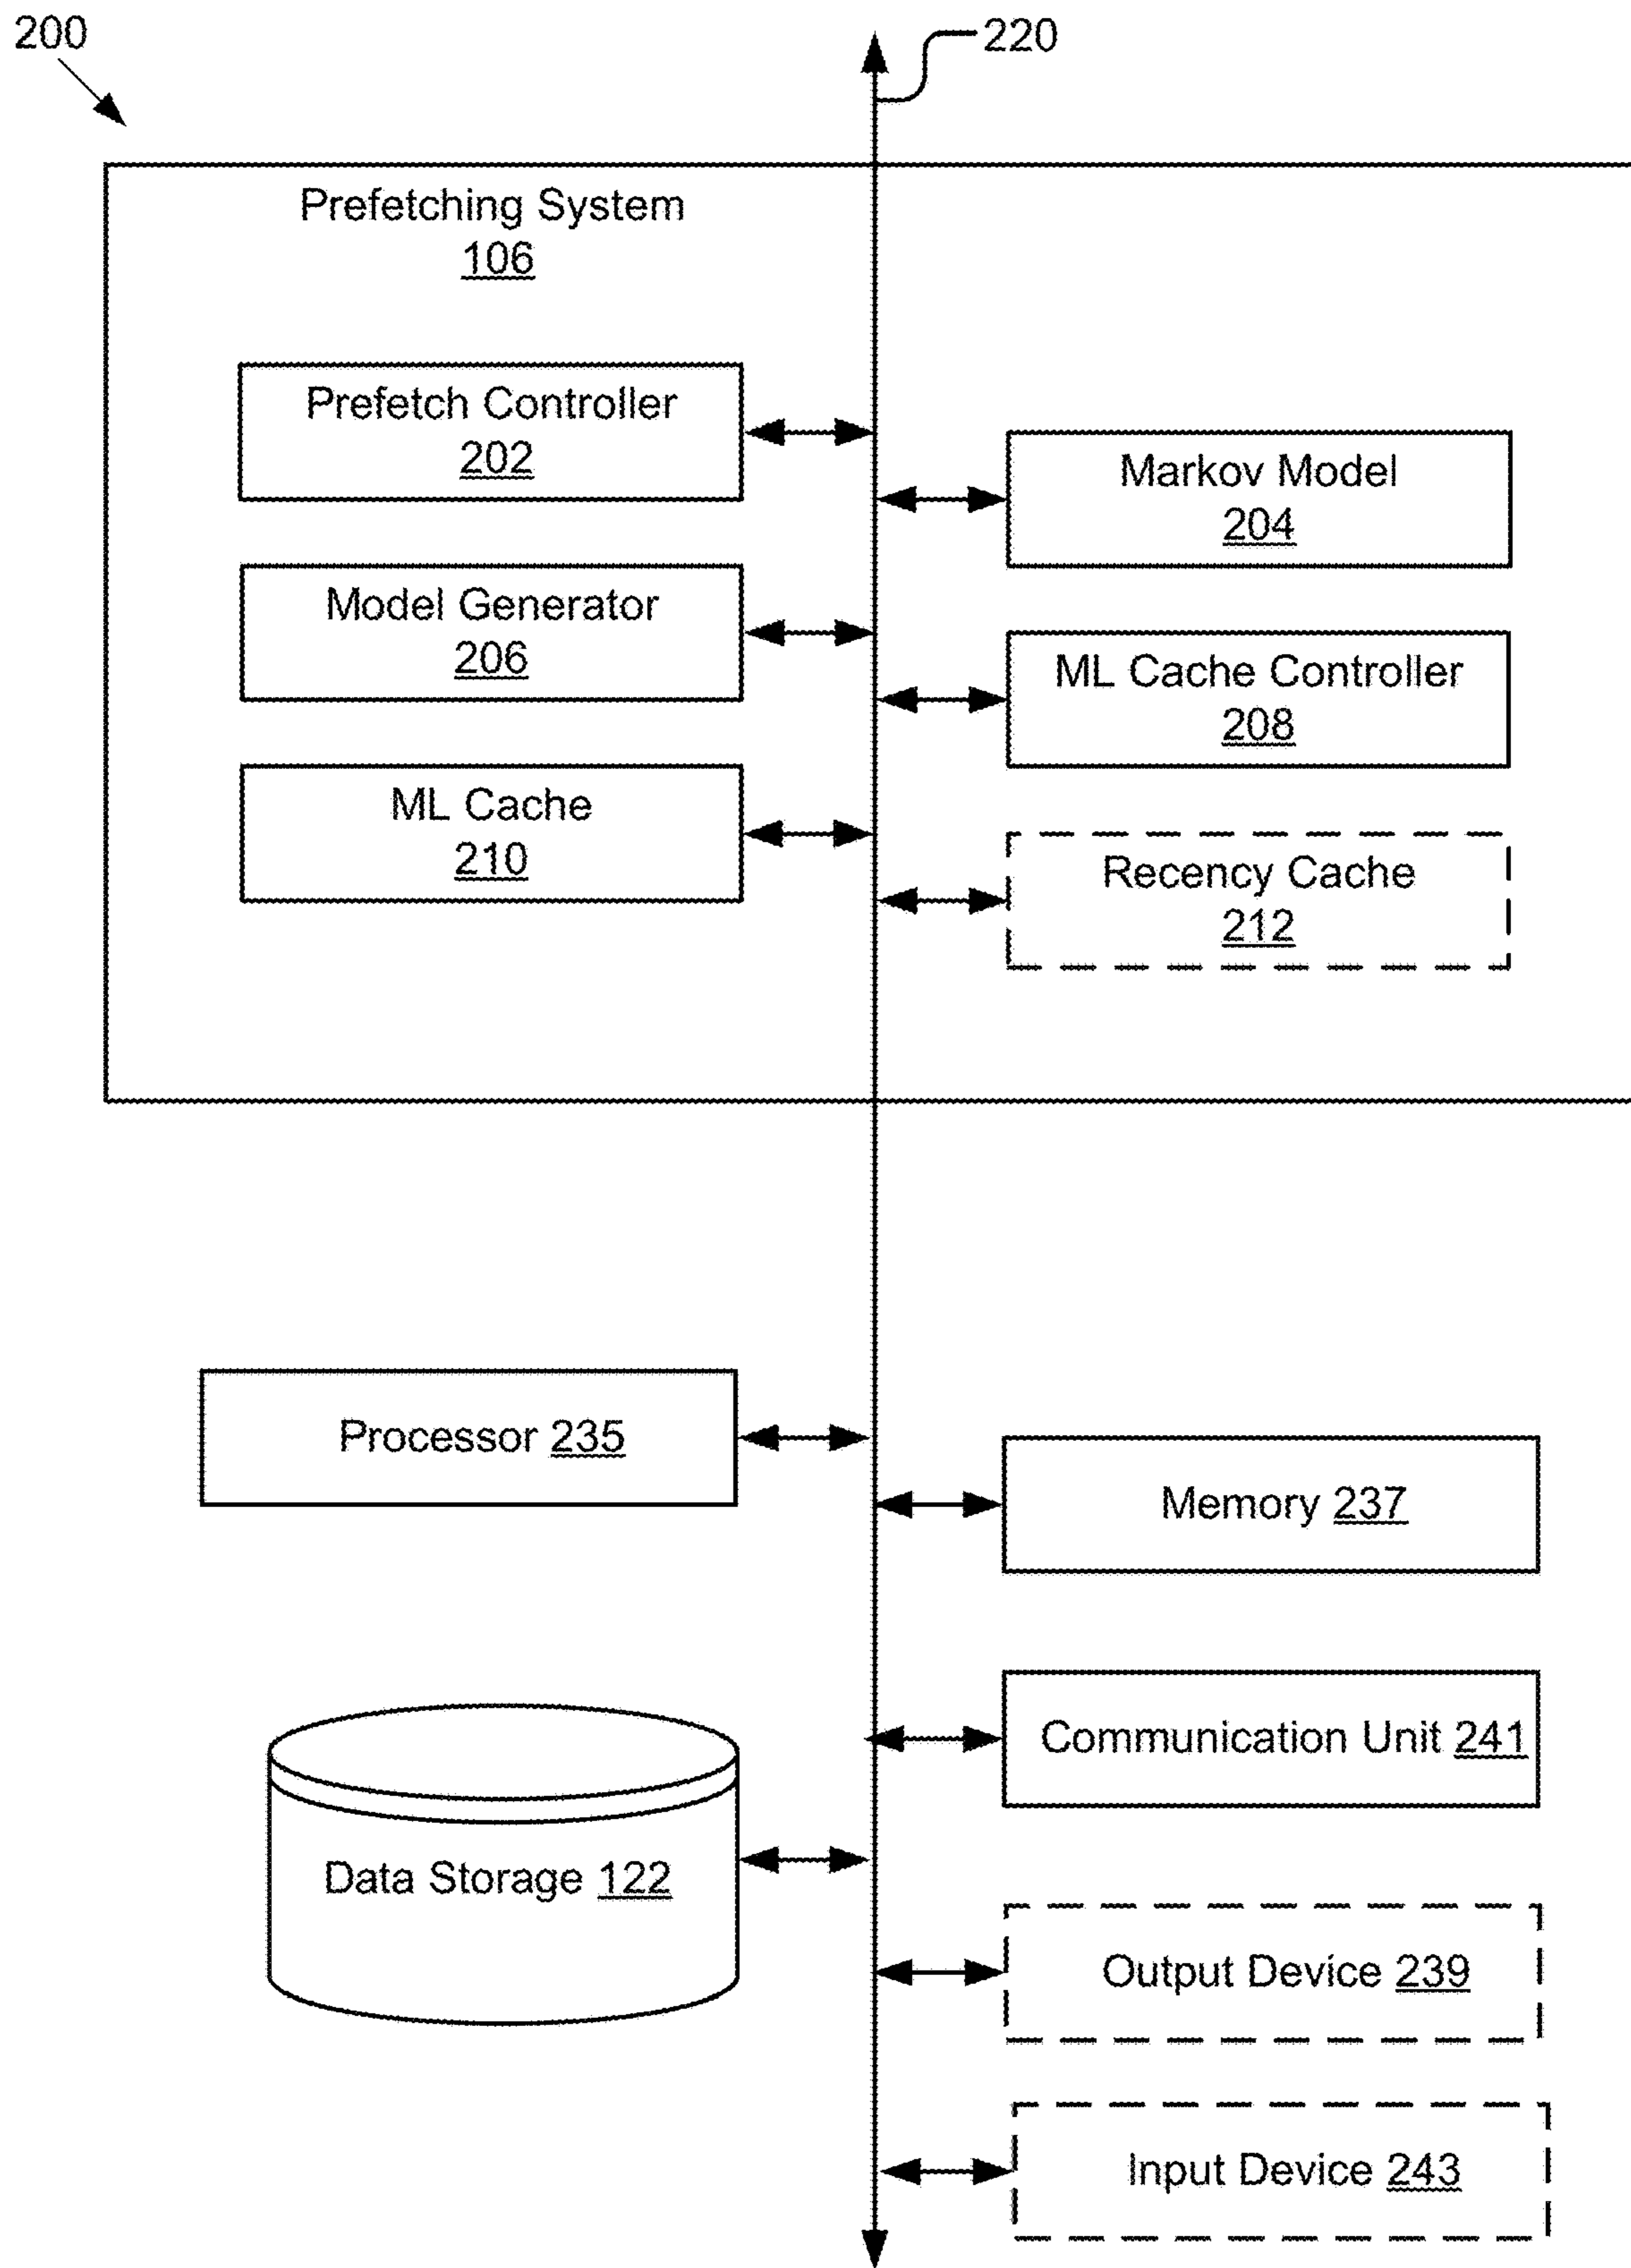 200
220
Prefetching System
106
Prefetch Controller
202
Markov Model
204
Model Generator
206
ML Cache Controller
208
ML Cache
210
Recency Cache
212
Processor 235
Memory 237
Communication Unit 241
Data Storage 122
Output Device 239
Input Device 243